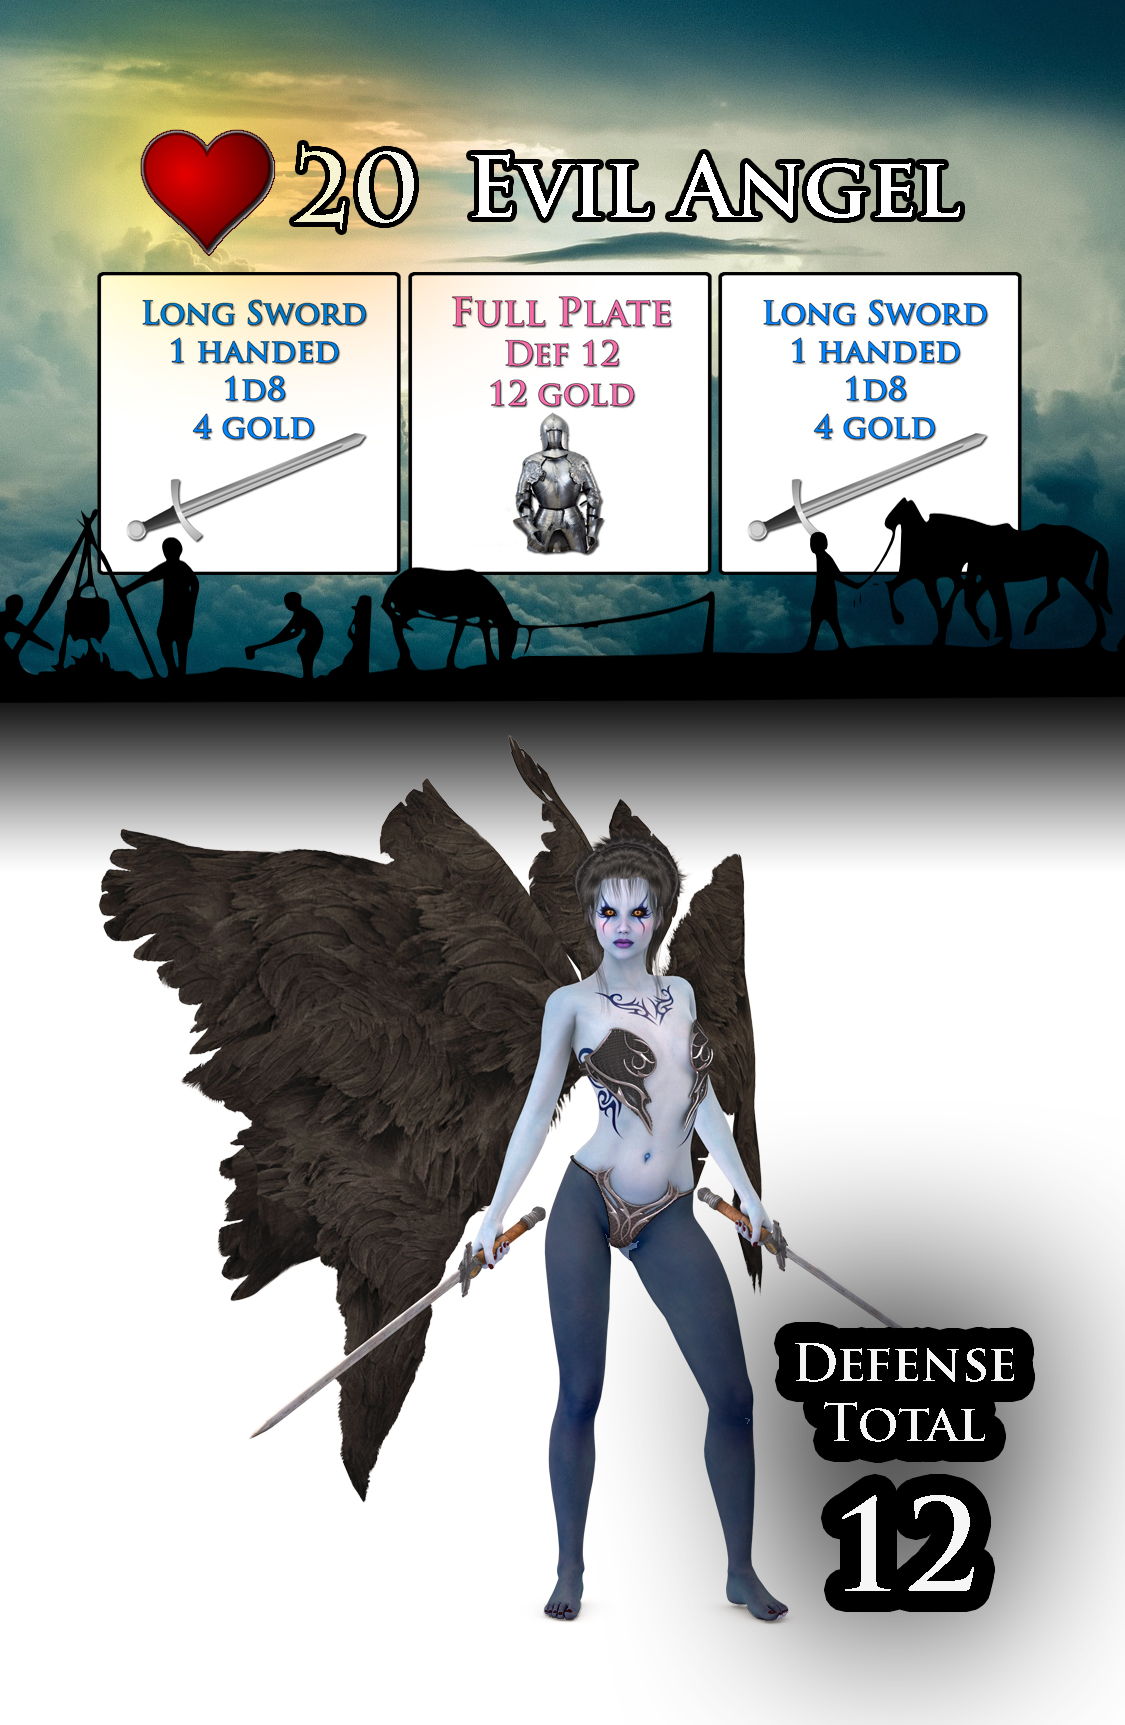 20 Evil Angel
Long Sword
1 handed
1d8
4 gold
Full Plate
Def 12
12 gold
Long Sword
1 handed
1d8
4 gold
Defense
Total
12